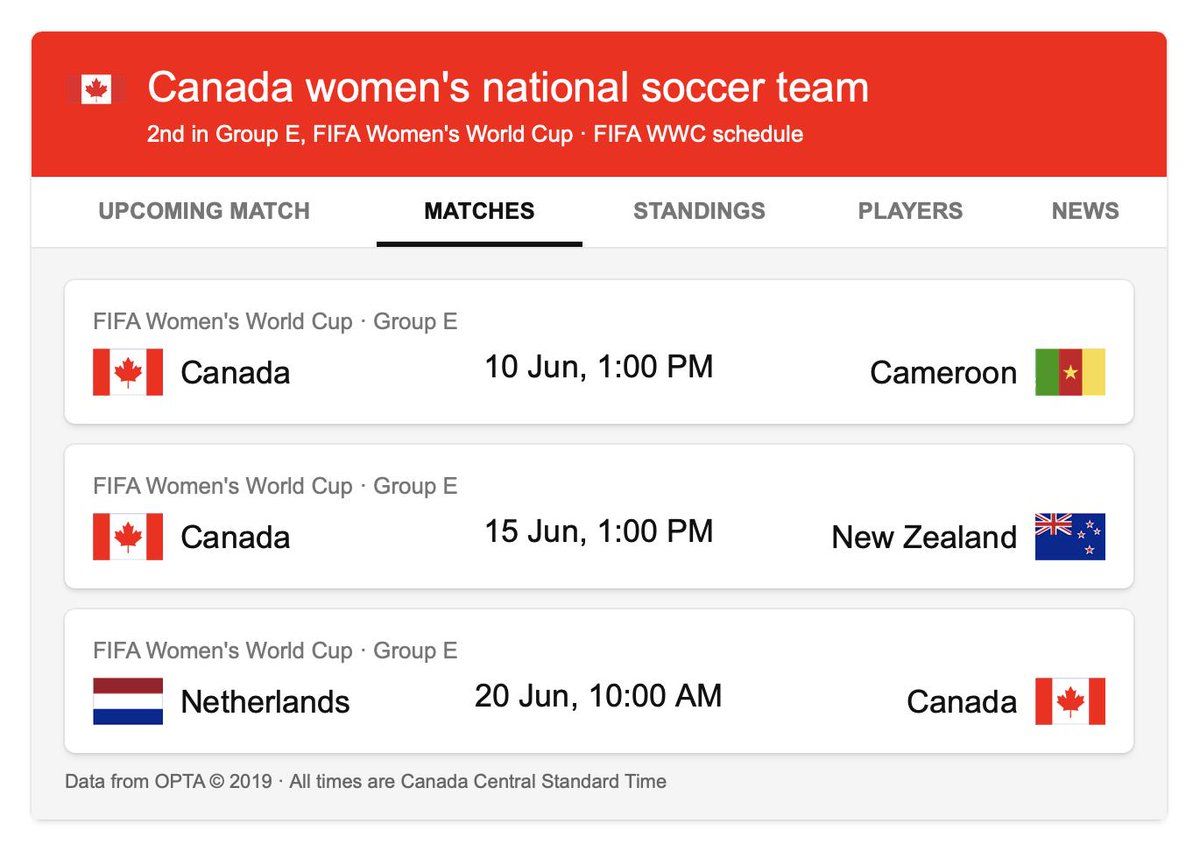 Canada women's national soccer team
2nd in Group E, FIFA Women's World Cup · FIFA WWC schedule
UPCOMING MATCH MATCHES STANDINGS PLAYERS NEWS
FIFA Women's World Cup · Group E
Canada 10 Jun, 1:00 PM Cameroon
FIFA Women's World Cup · Group E
Canada 15 Jun, 1:00 PM New Zealand
FIFA Women's World Cup · Group E
Netherlands 20 Jun, 10:00 AM Canada
Data from OPTA © 2019 · All times are Canada Central Standard Time